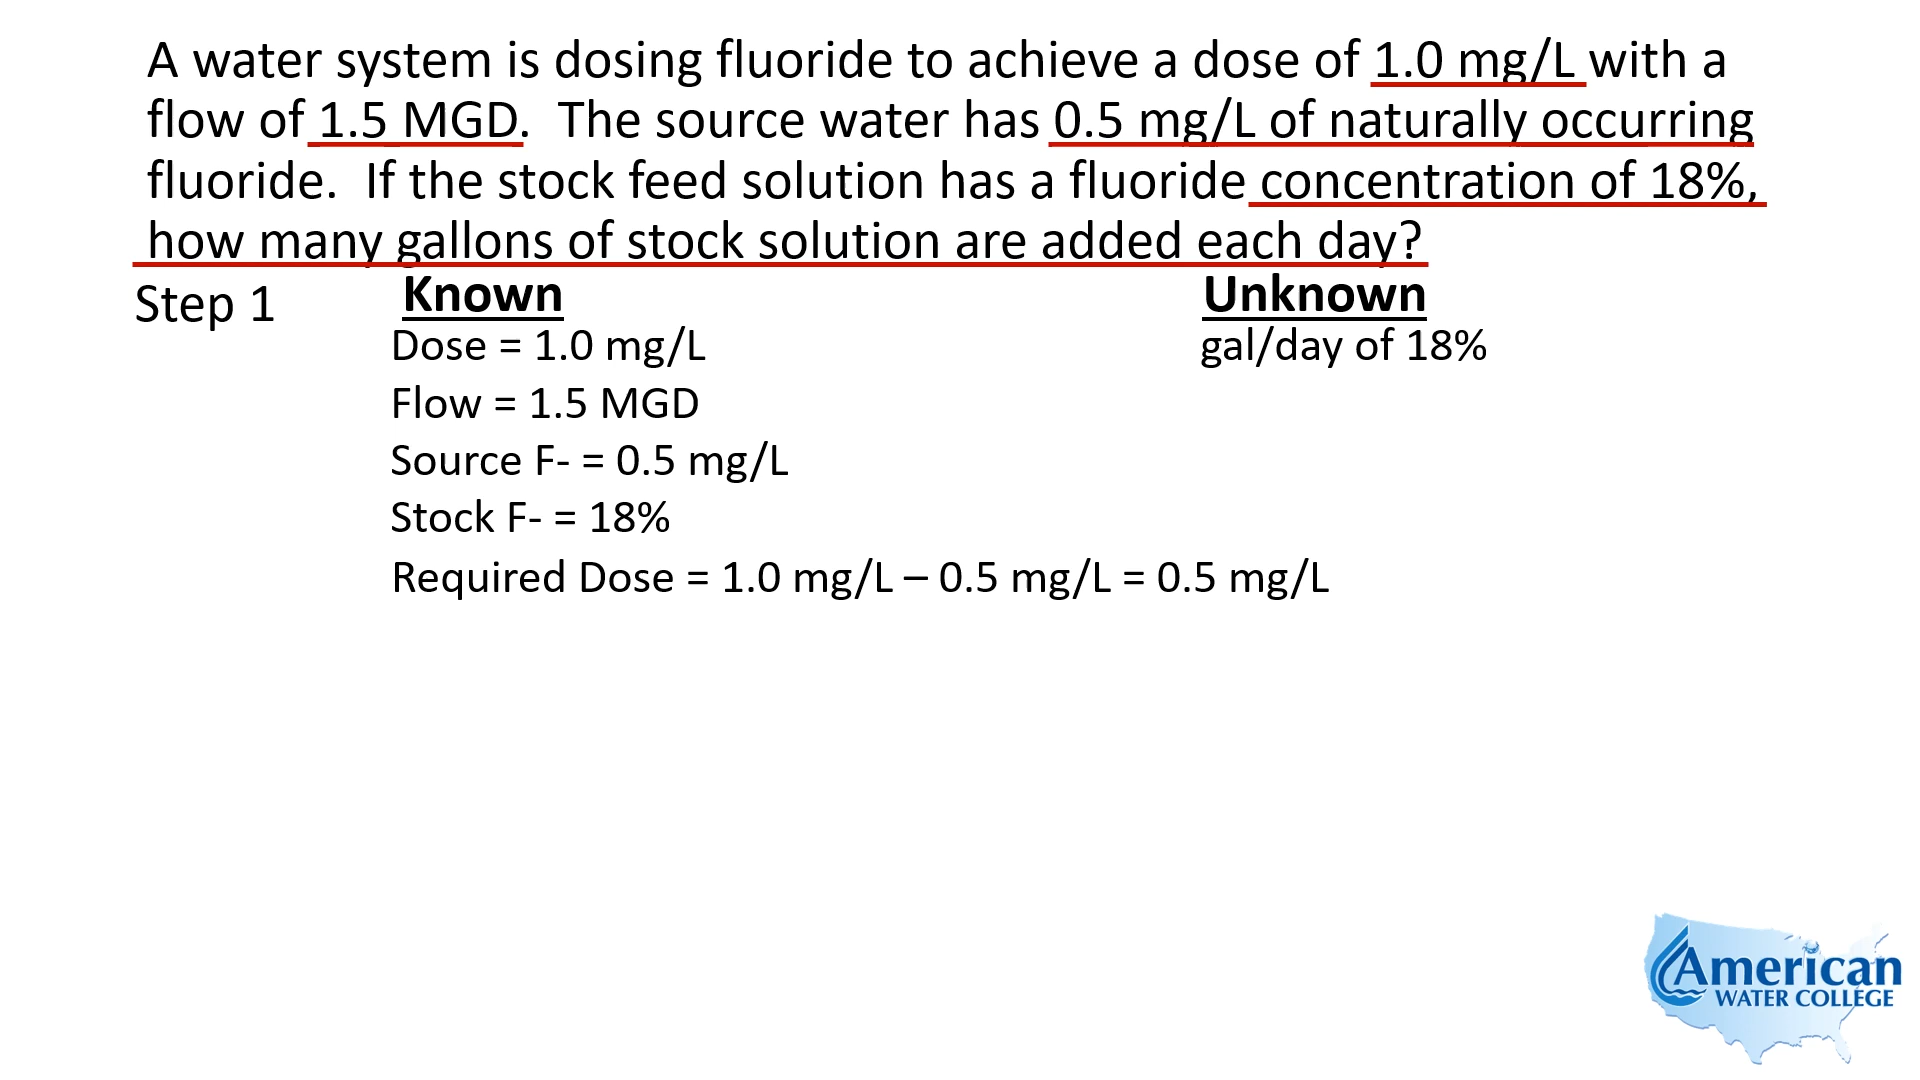 A water system is dosing fluoride to achieve a dose of 1.0 mg/L with a
flow of 1.5 MGD.  The source water has 0.5 mg/L of naturally occurring
fluoride.  If the stock feed solution has a fluoride concentration of 18%,
how many gallons of stock solution are added each day?
Step 1
Known
Unknown
Dose = 1.0 mg/L
gal/day of 18%
Flow = 1.5 MGD
Source F- = 0.5 mg/L
Stock F- = 18%
Required Dose = 1.0 mg/L – 0.5 mg/L = 0.5 mg/L
American
WATER COLLEGE